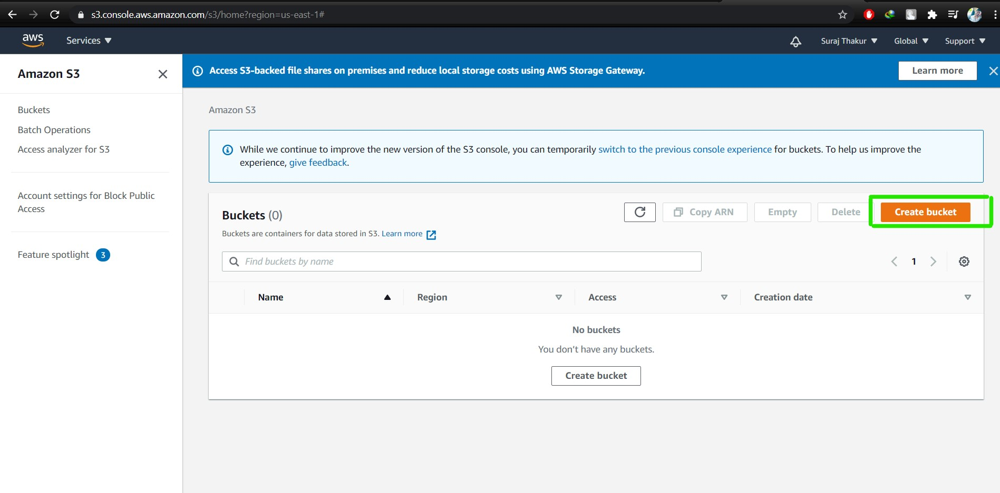 s3.console.aws.amazon.com/s3/home?region=us-east-1#
aws
Services
Suraj Thakur
Global
Support
Amazon S3
Buckets
Batch Operations
Access analyzer for S3
Account settings for Block Public
Access
Feature spotlight 3
Access S3-backed file shares on premises and reduce local storage costs using AWS Storage Gateway.
Learn more
Amazon S3
While we continue to improve the new version of the S3 console, you can temporarily switch to the previous console experience for buckets. To help us improve the
experience, give feedback.
Buckets (0)
Copy ARN
Empty
Delete
Create bucket
Buckets are containers for data stored in S3. Learn more
Find buckets by name
1
Name
Region
Access
Creation date
No buckets
You don't have any buckets.
Create bucket